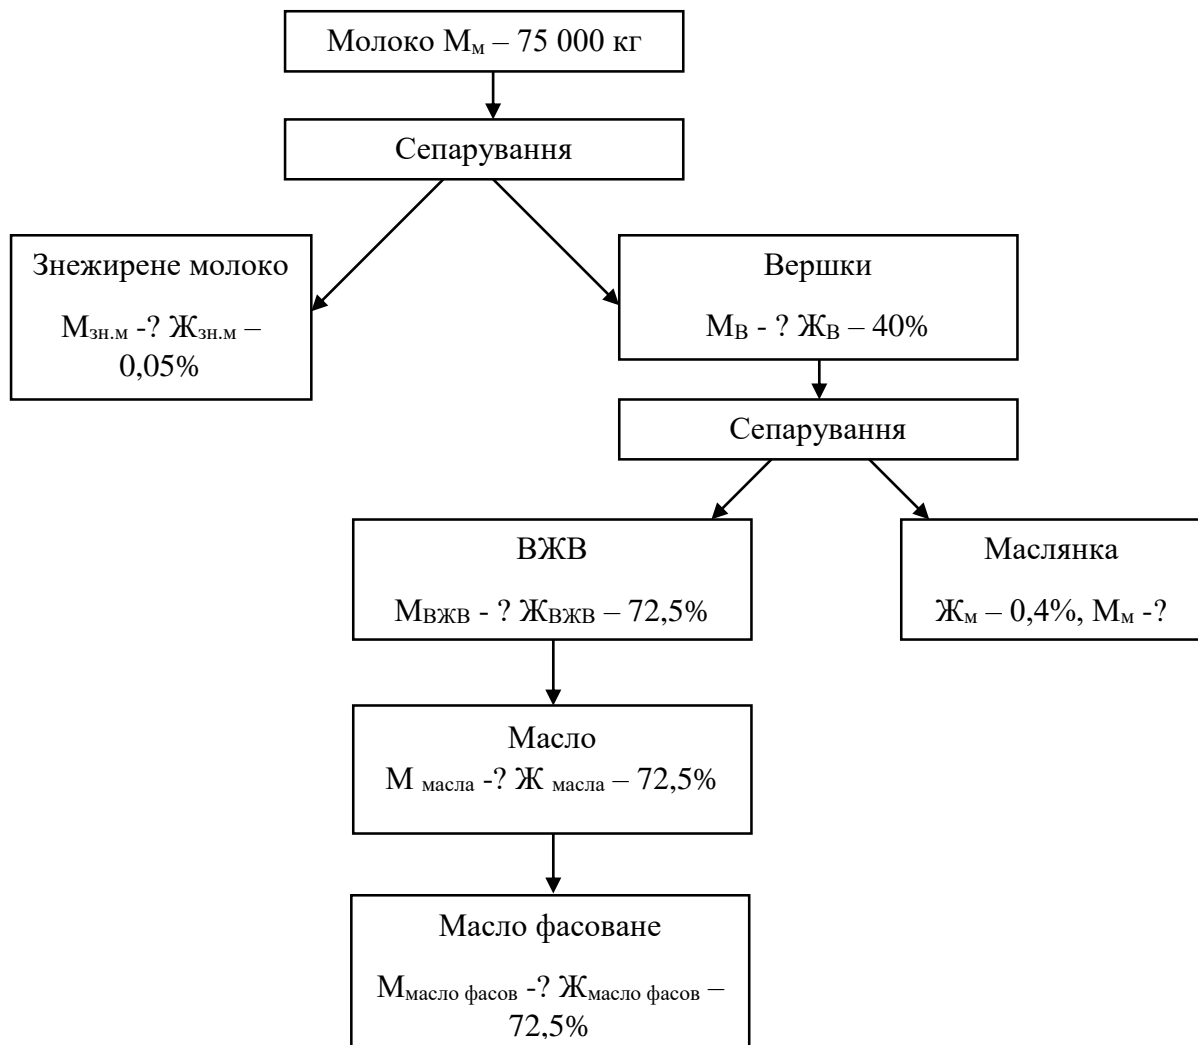 Молоко Мм – 75 000 кг
Сепарування
Знежирене молоко
Мзн.м -? Жзн.м –
0,05%
Вершки
МВ - ? ЖВ – 40%
Сепарування
ВЖВ
МВЖВ - ? ЖВЖВ – 72,5%
Маслянка
Жм – 0,4%, Мм -?
Масло
М масла -? Ж масла – 72,5%
Масло фасоване
Ммасло фасов -? Жмасло фасов –
72,5%